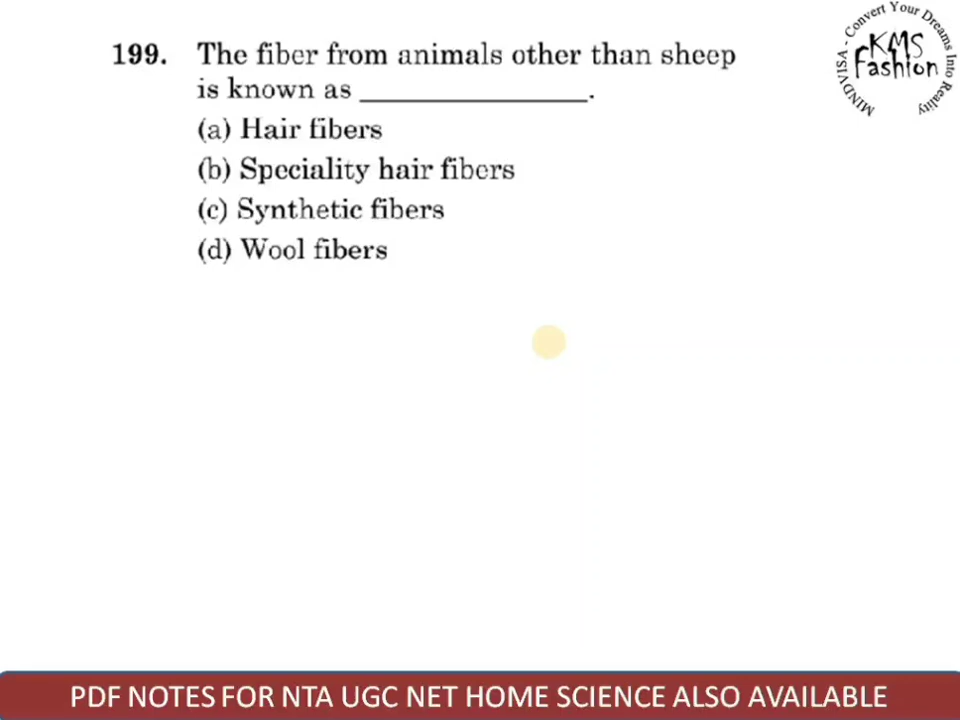 199. The fiber from animals other than sheep
is known as ____________________.
(a) Hair fibers
(b) Speciality hair fibers
(c) Synthetic fibers
(d) Wool fibers
MINDVISA - Convert Your Dreams Into Reality
KMS
Fashion
PDF NOTES FOR NTA UGC NET HOME SCIENCE ALSO AVAILABLE